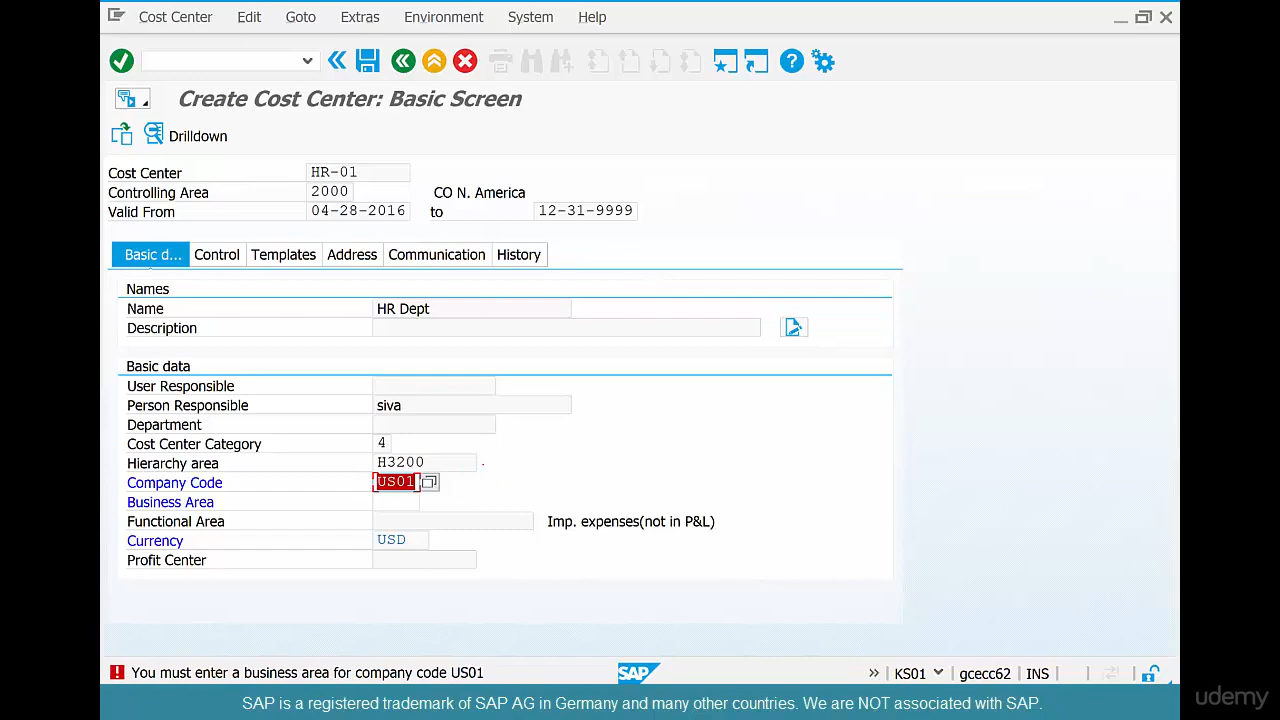 Cost Center Edit Goto Extras Environment System Help
Create Cost Center: Basic Screen
Drilldown
Cost Center HR-01
Controlling Area 2000 CO N. America
Valid From 04-28-2016 to 12-31-9999
Basic d... Control Templates Address Communication History
Names
Name HR Dept
Description
Basic data
User Responsible
Person Responsible siva
Department
Cost Center Category 4
Hierarchy area H3200
Company Code US01
Business Area
Functional Area Imp. expenses(not in P&L)
Currency USD
Profit Center
You must enter a business area for company code US01 SAP KS01 gcecc62 INS
SAP is a registered trademark of SAP AG in Germany and many other countries. We are NOT associated with SAP.
udemy